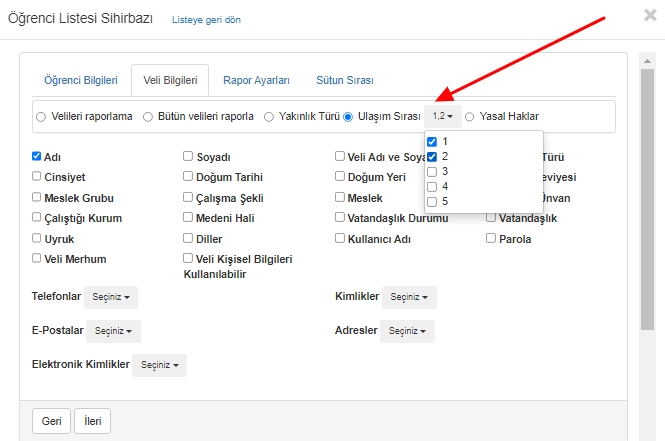 Öğrenci Listesi Sihirbazı Listeye geri dön
Öğrenci Bilgileri Veli Bilgileri Rapor Ayarları Sütun Sırası
Velileri raporlama Bütün velileri raporla Yakınlık Türü Ulaşım Sırası 1,2 Yasal Haklar
1
2
3
4
5
Adı Soyadı Veli Adı ve Soya Türü
Cinsiyet Doğum Tarihi Doğum Yeri eviyesi
Meslek Grubu Çalışma Şekli Meslek Ünvan
Çalıştığı Kurum Medeni Hali Vatandaşlık Durumu Vatandaşlık
Uyruk Diller Kullanıcı Adı Parola
Veli Merhum Veli Kişisel Bilgileri
Kullanılabilir
Telefonlar Seçiniz Kimlikler Seçiniz
E-Postalar Seçiniz Adresler Seçiniz
Elektronik Kimlikler Seçiniz
Geri İleri